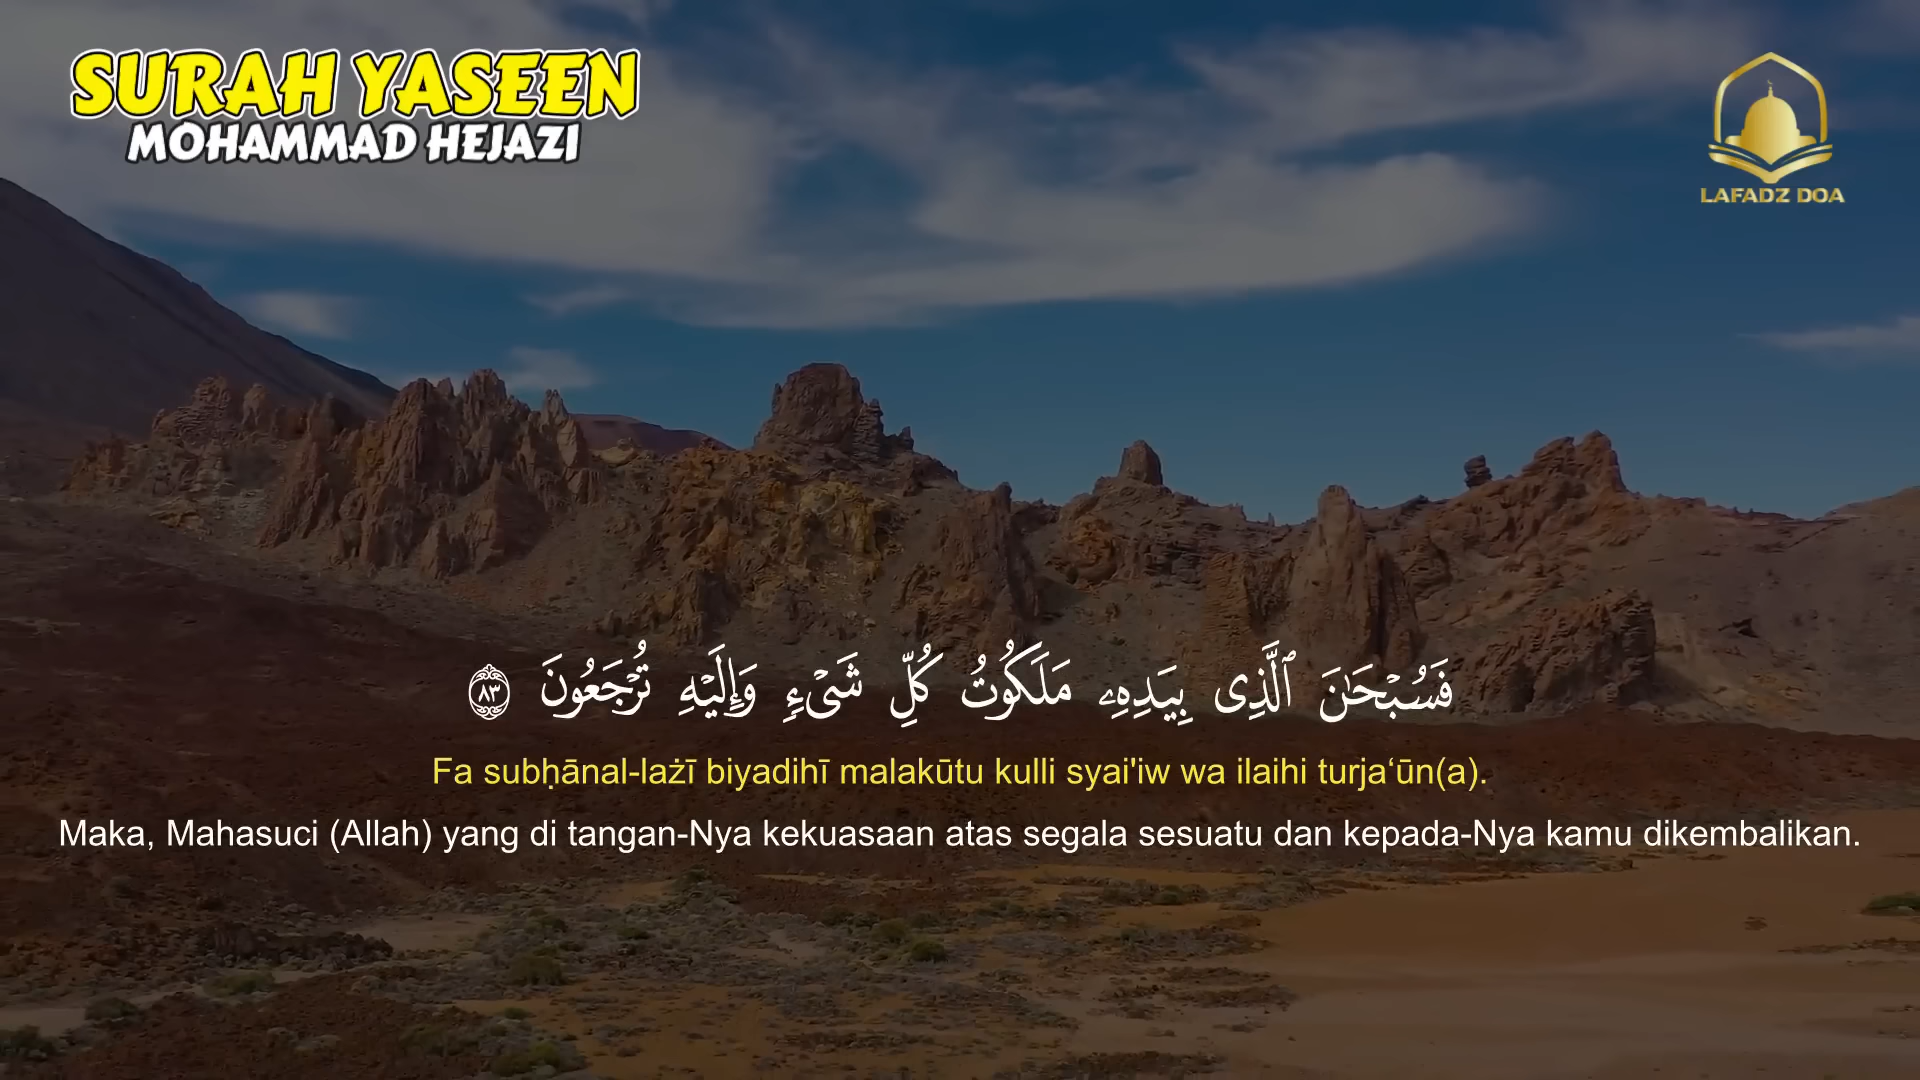 SURAH YASEEN
MOHAMMAD HEJAZI
LAFADZ DOA
فَسُبْحَـٰنَ ٱلَّذِى بِيَدِهِۦ مَلَكُوتُ كُلِّ شَىْءٍ وَإِلَيْهِ تُرْجَعُونَ ٨٣
Fa subḥānal-lażī biyadihī malakūtu kulli syai'iw wa ilaihi turja‘ūn(a).
Maka, Mahasuci (Allah) yang di tangan-Nya kekuasaan atas segala sesuatu dan kepada-Nya kamu dikembalikan.